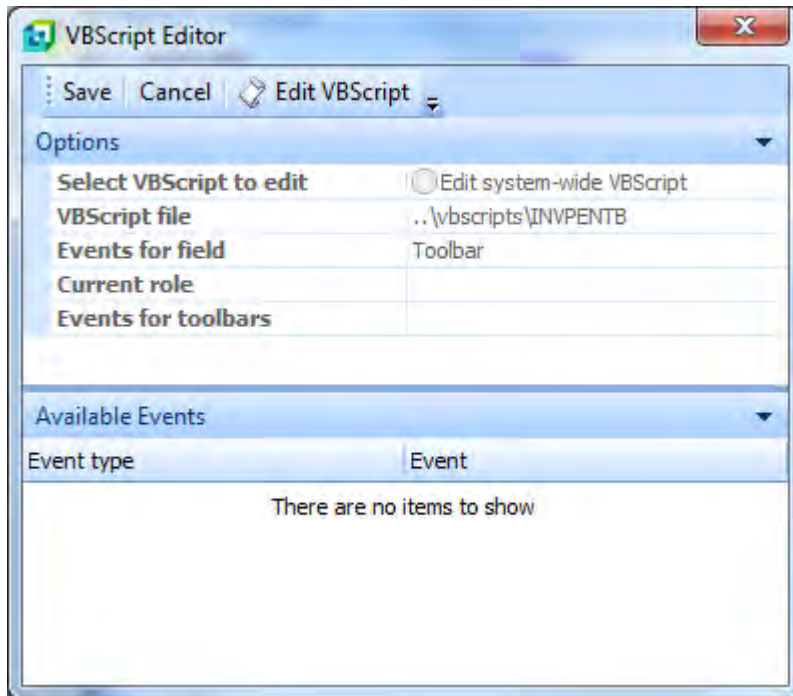 VBScript Editor
Save Cancel Edit VBScript
Options
Select VBScript to edit Edit system-wide VBScript
VBScript file ..\vbscripts\INVPENTB
Events for field Toolbar
Current role
Events for toolbars
Available Events
Event type Event
There are no items to show